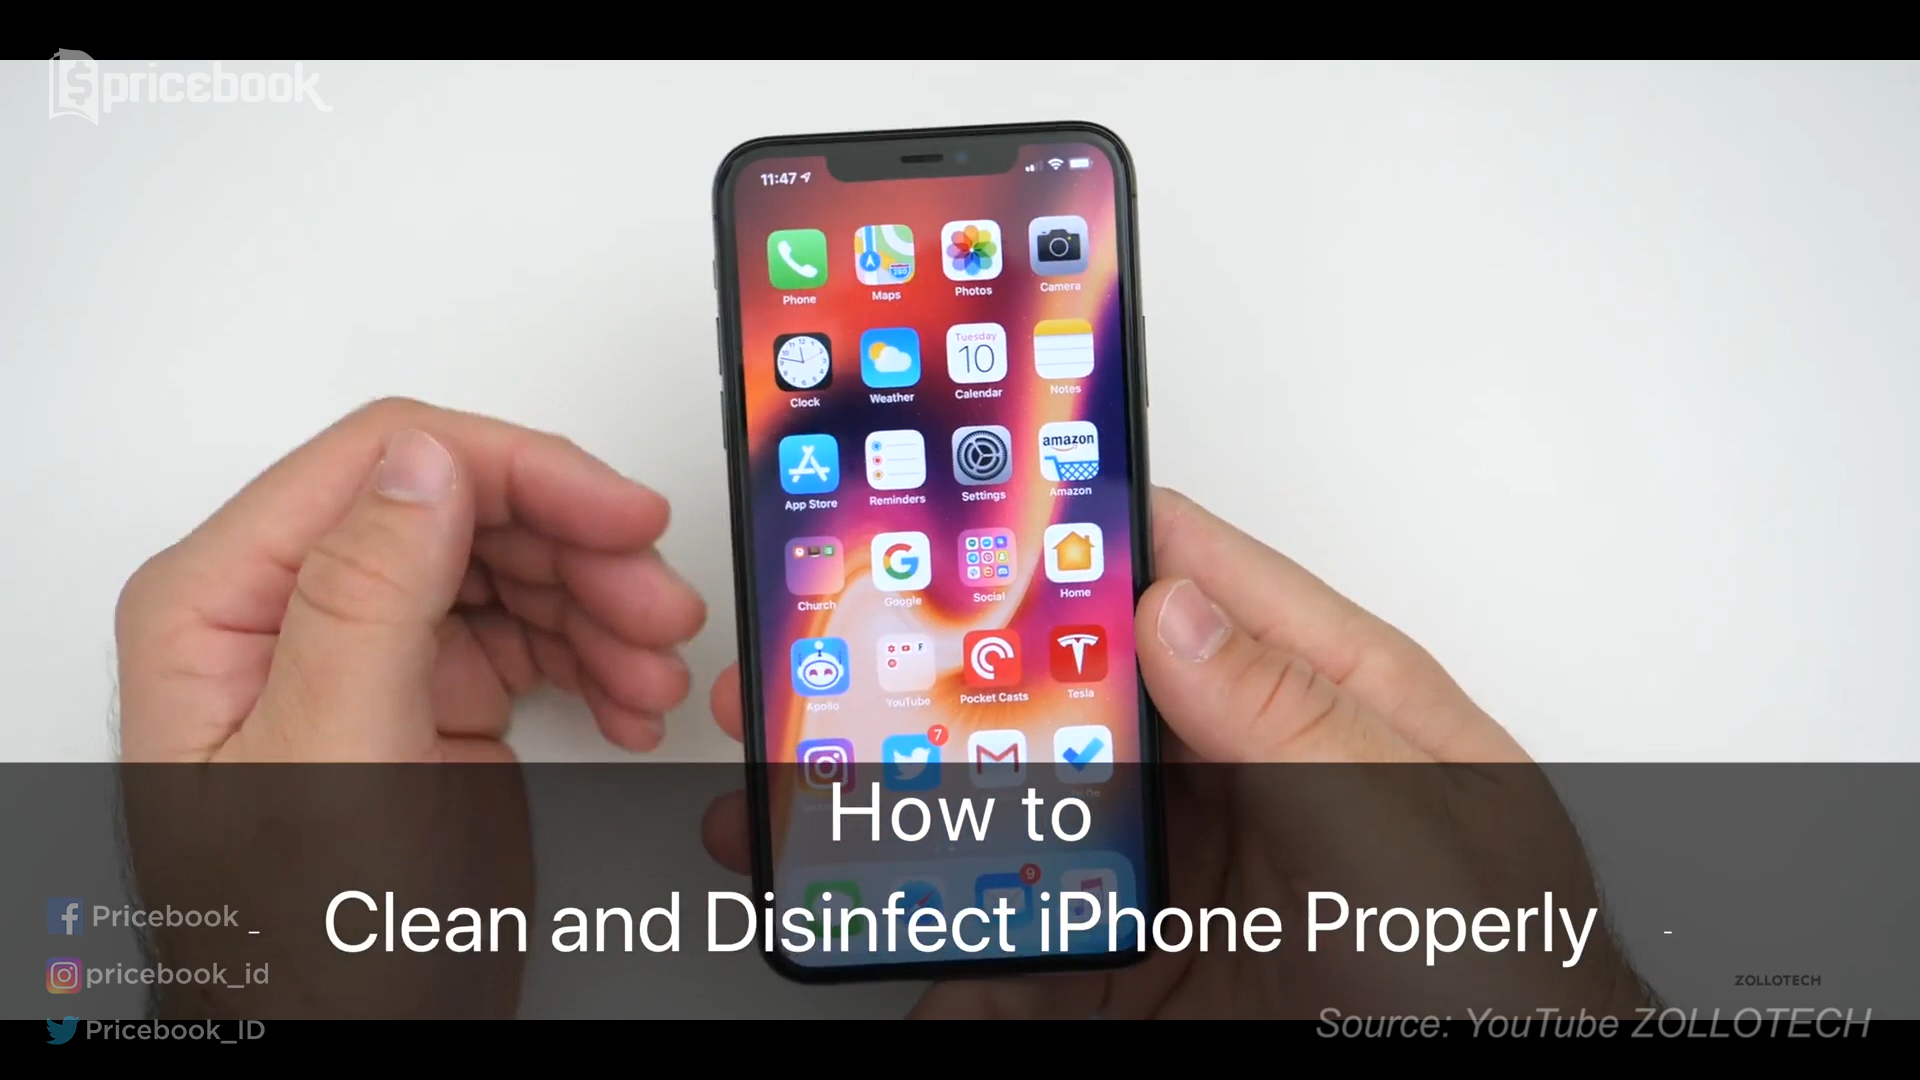 pricebook
11:47
Phone
Maps
Photos
Camera
Clock
Weather
Tuesday
10
Calendar
Notes
App Store
Reminders
Settings
amazon
Amazon
Church
Google
Social
Home
Apollo
YouTube
Pocket Casts
Tesla
7
How to
9
Clean and Disinfect iPhone Properly
Pricebook
pricebook_id
Pricebook_ID
ZOLLOTECH
Source: YouTube ZOLLOTECH